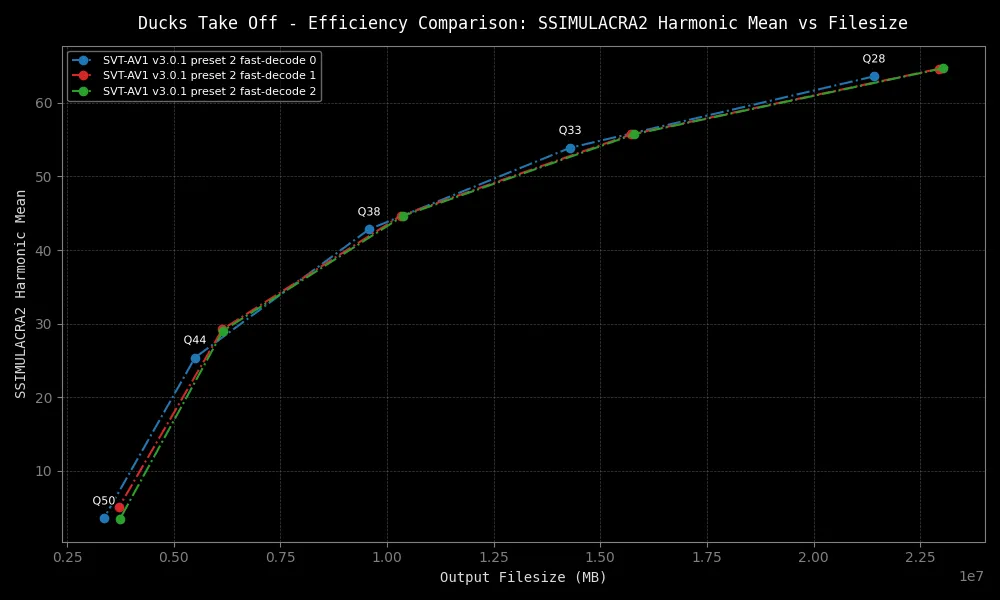 Ducks Take Off - Efficiency Comparison: SSIMULACRA2 Harmonic Mean vs Filesize
SVT-AV1 v3.0.1 preset 2 fast-decode 0
SVT-AV1 v3.0.1 preset 2 fast-decode 1
SVT-AV1 v3.0.1 preset 2 fast-decode 2
Q28
Q33
Q38
Q44
Q50
60
50
40
30
20
10
SSIMULACRA2 Harmonic Mean
0.25 0.50 0.75 1.00 1.25 1.50 1.75 2.00 2.25
1e7
Output Filesize (MB)